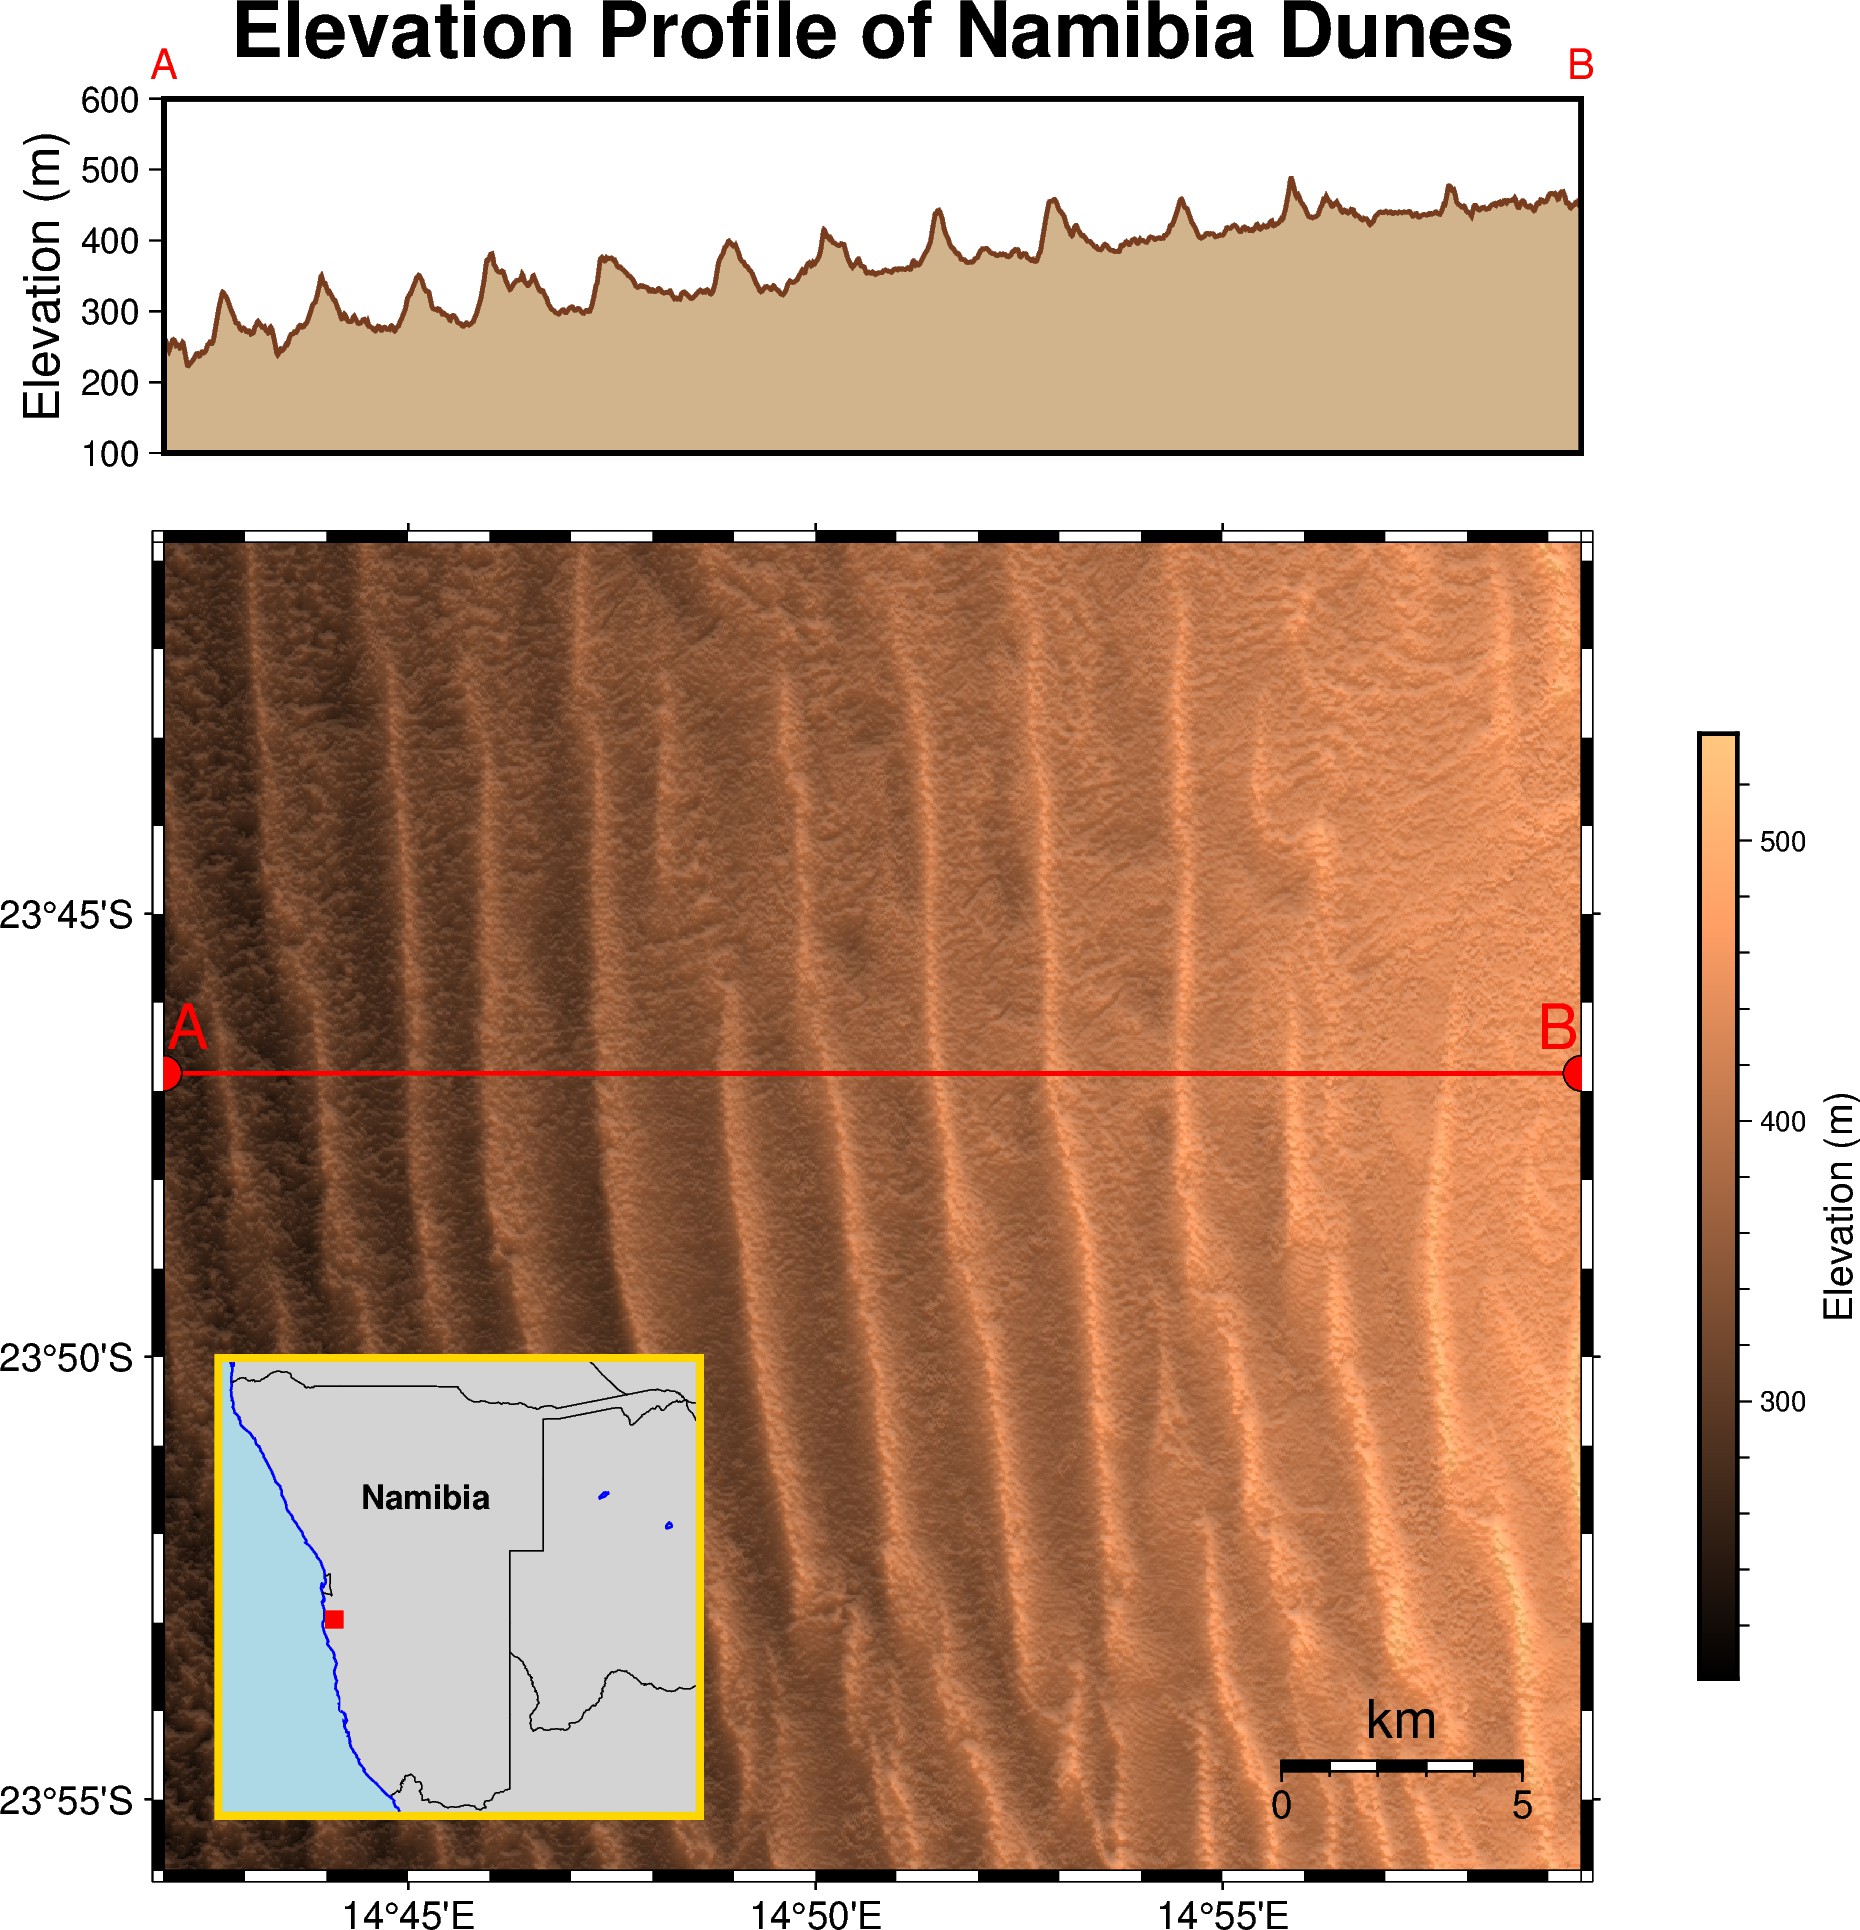 Elevation Profile of Namibia Dunes
A
B
600
500
400
300
200
100
Elevation (m)
A
B
23°45'S
23°50'S
23°55'S
Namibia
km
0
5
14°45'E
14°50'E
14°55'E
500
400
300
Elevation (m)